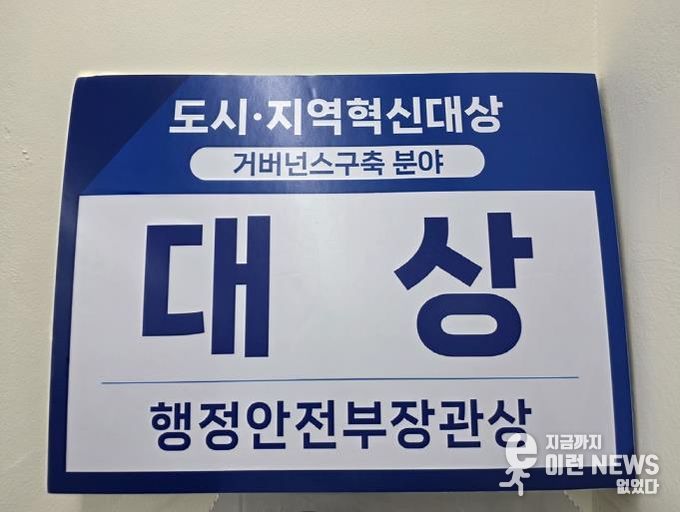 도시·지역혁신대상
거버넌스구축 분야
대 상
행정안전부장관상
지금까지
이런 NEWS
없었다